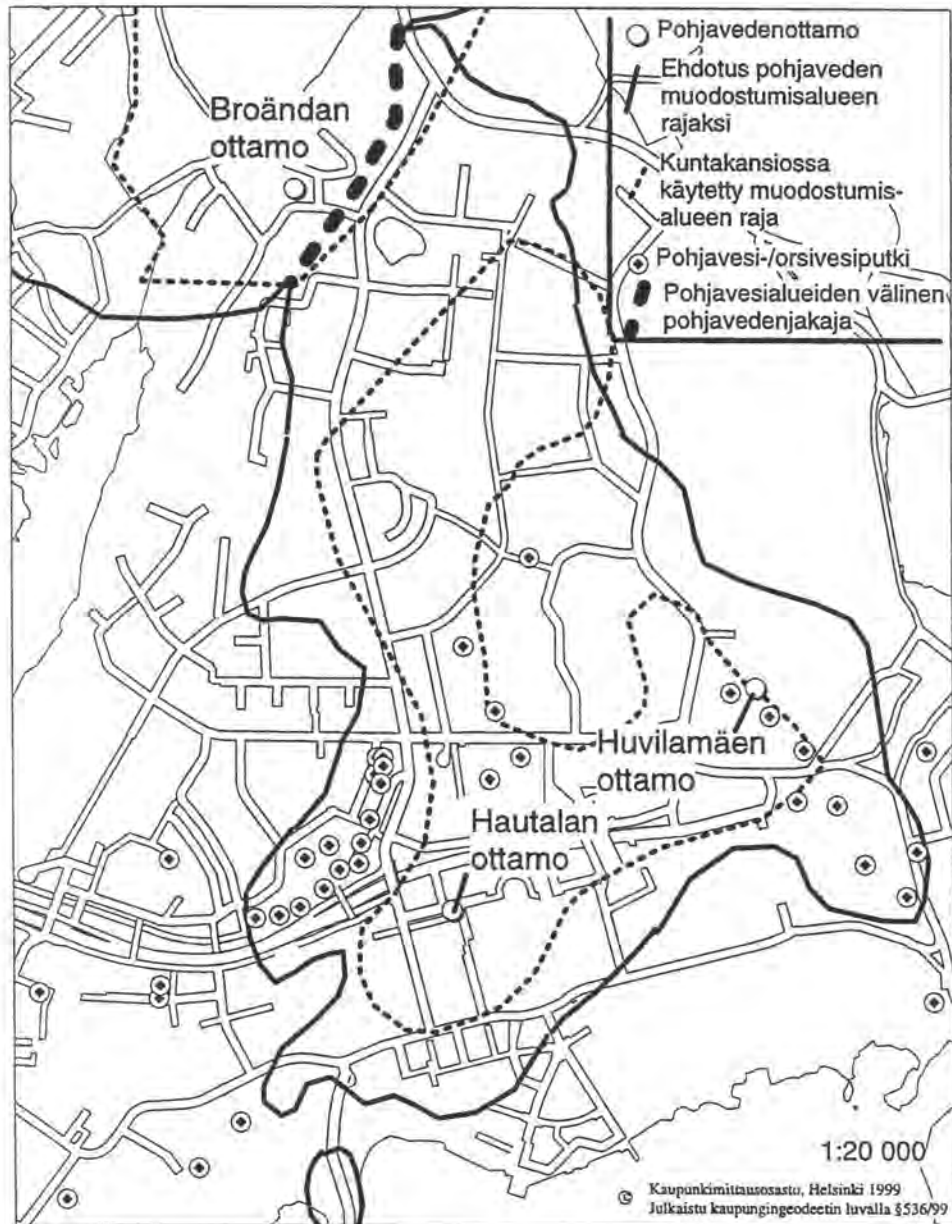 Pohjavedenottamo
Ehdotus pohjaveden
muodostumisalueen
rajaksi
Kuntakansiossa
käytetty muodostumis-
alueen raja
Pohjavesi-/orsivesiputki
Pohjavesialueiden välinen
pohjavedenjakaja
Broändan
ottamo
Huvilamäen
ottamo
Hautalan
ottamo
1:20 000
© Kaupunkimittausosasto, Helsinki 1999
Julkaistu kaupungingeodeetin luvalla §536/99